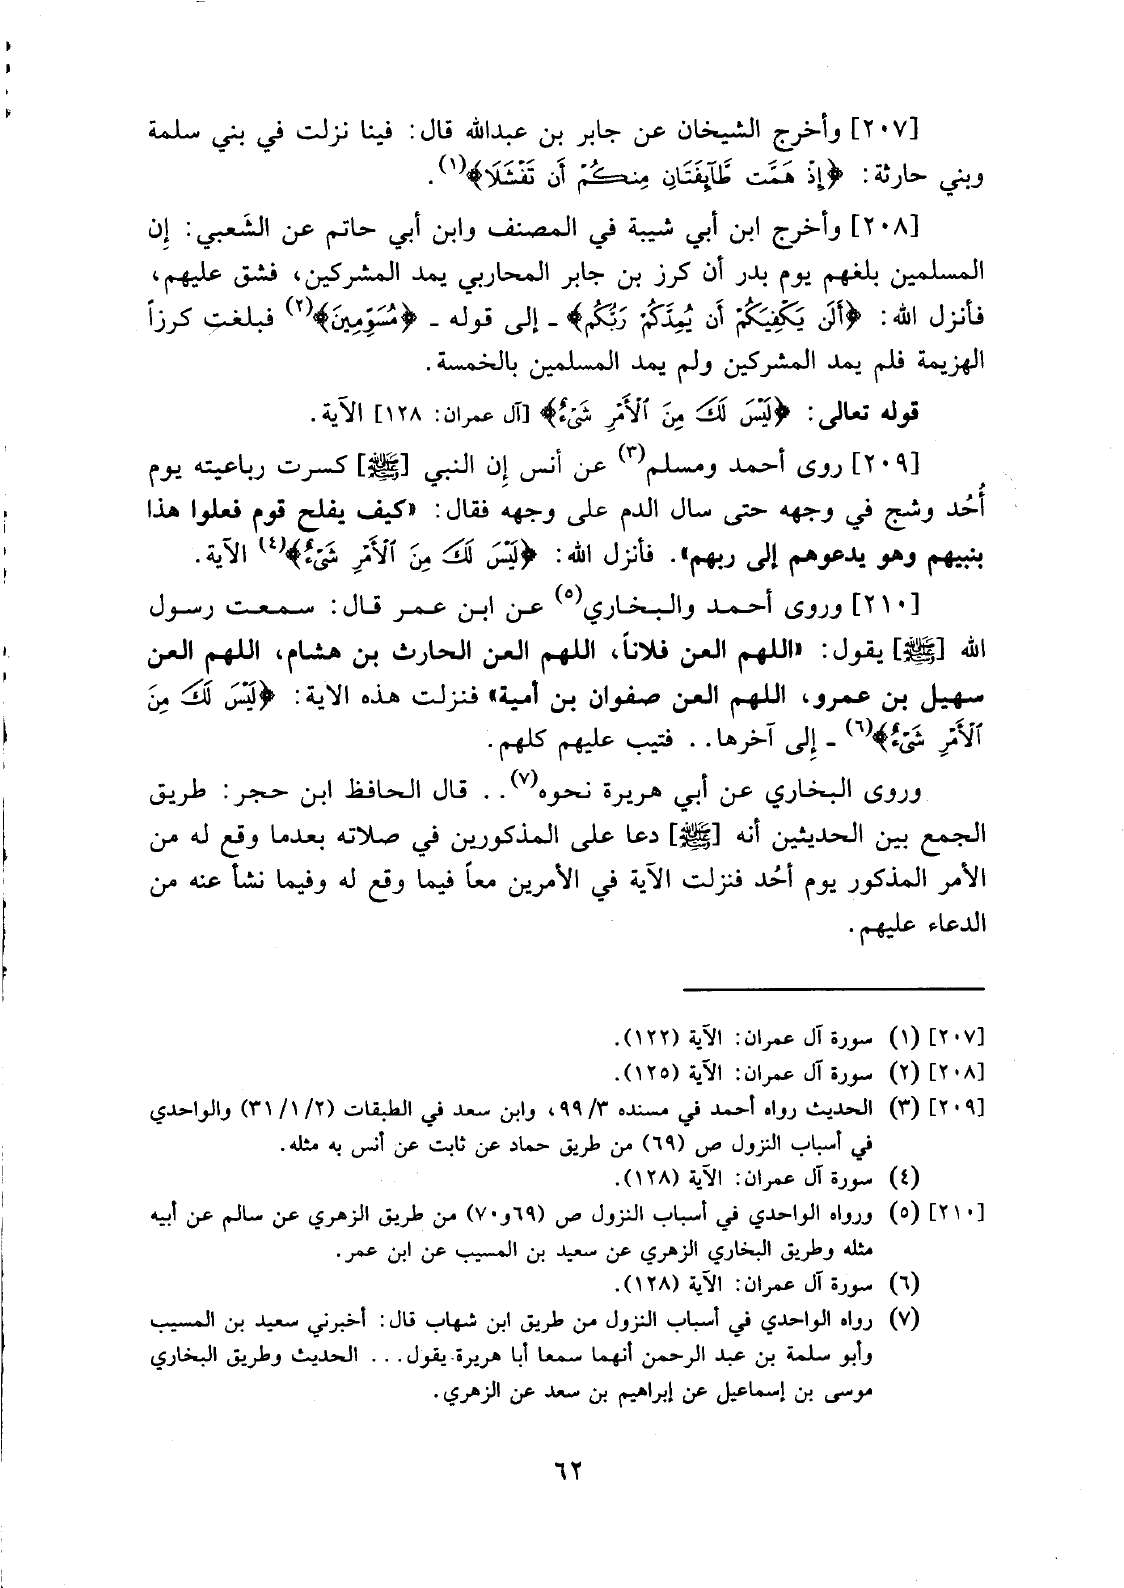 [٢٠٧] وأخرج الشيخان عن جابر بن عبدالله قال: فينا نزلت في بني سلمة
وبني حارثة: ﴿إِذْ هَمَّت طَّآئِفَتَانِ مِنكُمْ أَن تَفْشَلَا﴾(١).
[٢٠٨] وأخرج ابن أبي شيبة في المصنف وابن أبي حاتم عن الشَعبي: إِن
المسلمين بلغهم يوم بدر أن كرز بن جابر المحاربي يمد المشركين، فشق عليهم،
فأنزل الله: ﴿أَلَن يَكْفِيَكُمْ أَن يُمِدَّكُمْ رَبُّكُم﴾ ـ إلى قوله ـ ﴿مُسَوِّمِينَ﴾(٢) فبلغت كرزاً
الهزيمة فلم يمد المشركين ولم يمد المسلمين بالخمسة.
قوله تعالى: ﴿لَيْسَ لَكَ مِنَ ٱلْأَمْرِ شَىْءٌ﴾ [آل عمران: ١٢٨] الآية.
[٢٠٩] روى أحمد ومسلم(٣) عن أنس إِن النبي [ﷺ] كسرت رباعيته يوم
أُحُد وشج في وجهه حتى سال الدم على وجهه فقال: «كيف يفلح قوم فعلوا هذا
بنبيهم وهو يدعوهم إلى ربهم». فأنزل الله: ﴿لَيْسَ لَكَ مِنَ ٱلْأَمْرِ شَىْءٌ﴾(٤) الآية.
[٢١٠] وروى أحمد والبخاري(٥) عن ابن عمر قال: سمعت رسول
الله [ﷺ] يقول: «اللهم العن فلاناً، اللهم العن الحارث بن هشام، اللهم العن
سهيل بن عمرو، اللهم العن صفوان بن أمية» فنزلت هذه الاية: ﴿لَيْسَ لَكَ مِنَ
ٱلْأَمْرِ شَىْءٌ﴾(٦) ـ إِلى آخرها.. فتيب عليهم كلهم.
وروى البخاري عن أبي هريرة نحوه(٧).. قال الحافظ ابن حجر: طريق
الجمع بين الحديثين أنه [ﷺ] دعا على المذكورين في صلاته بعدما وقع له من
الأمر المذكور يوم أحُد فنزلت الآية في الأمرين معاً فيما وقع له وفيما نشأ عنه من
الدعاء عليهم.
[٢٠٧] (١) سورة آل عمران: الآية (١٢٢).
[٢٠٨] (٢) سورة آل عمران: الآية (١٢٥).
[٢٠٩] (٣) الحديث رواه أحمد في مسنده ٩٩/٣، وابن سعد في الطبقات (٣١/١/٢) والواحدي
في أسباب النزول ص (٦٩) من طريق حماد عن ثابت عن أنس به مثله.
(٤) سورة آل عمران: الآية (١٢٨).
[٢١٠] (٥) ورواه الواحدي في أسباب النزول ص (٦٩و٧٠) من طريق الزهري عن سالم عن أبيه
مثله وطريق البخاري الزهري عن سعيد بن المسيب عن ابن عمر.
(٦) سورة آل عمران: الآية (١٢٨).
(٧) رواه الواحدي في أسباب النزول من طريق ابن شهاب قال: أخبرني سعيد بن المسيب
وأبو سلمة بن عبد الرحمن أنهما سمعا أبا هريرة يقول... الحديث وطريق البخاري
موسى بن إسماعيل عن إبراهيم بن سعد عن الزهري.
٦٢